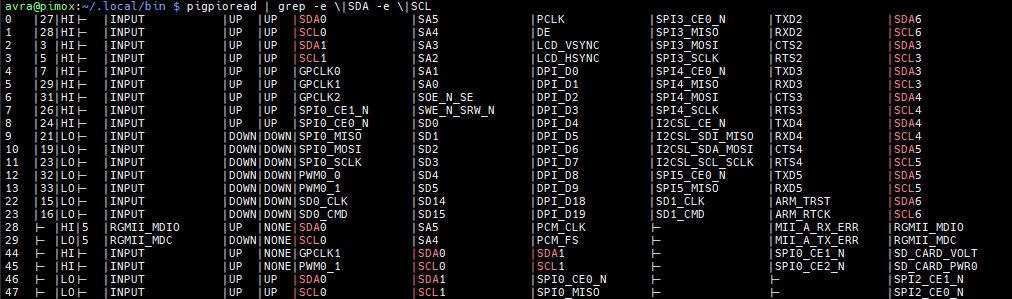 avra@pimox:~/.local/bin $ pigpioread | grep -e \|SDA -e \|SCL
0 |27|HI|⊢ |INPUT |UP |UP |SDA0 |SA5 |PCLK |SPI3_CE0_N |TXD2 |SDA6
1 |28|HI|⊢ |INPUT |UP |UP |SCL0 |SA4 |DE |SPI3_MISO |RXD2 |SCL6
2 |3 |HI|⊢ |INPUT |UP |UP |SDA1 |SA3 |LCD_VSYNC |SPI3_MOSI |CTS2 |SDA3
3 |5 |HI|⊢ |INPUT |UP |UP |SCL1 |SA2 |LCD_HSYNC |SPI3_SCLK |RTS2 |SCL3
4 |7 |HI|⊢ |INPUT |UP |UP |GPCLK0 |SA1 |DPI_D0 |SPI4_CE0_N |TXD3 |SDA3
5 |29|HI|⊢ |INPUT |UP |UP |GPCLK1 |SA0 |DPI_D1 |SPI4_MISO |RXD3 |SCL3
6 |31|HI|⊢ |INPUT |UP |UP |GPCLK2 |SOE_N_SE |DPI_D2 |SPI4_MOSI |CTS3 |SDA4
7 |26|HI|⊢ |INPUT |UP |UP |SPI0_CE1_N |SWE_N_SRW_N |DPI_D3 |SPI4_SCLK |RTS3 |SCL4
8 |24|HI|⊢ |INPUT |UP |UP |SPI0_CE0_N |SD0 |DPI_D4 |I2CSL_CE_N |TXD4 |SDA4
9 |21|LO|⊢ |INPUT |DOWN|DOWN|SPI0_MISO |SD1 |DPI_D5 |I2CSL_SDI_MISO |RXD4 |SCL4
10 |19|LO|⊢ |INPUT |DOWN|DOWN|SPI0_MOSI |SD2 |DPI_D6 |I2CSL_SDA_MOSI |CTS4 |SDA5
11 |23|LO|⊢ |INPUT |DOWN|DOWN|SPI0_SCLK |SD3 |DPI_D7 |I2CSL_SCL_SCLK |RTS4 |SCL5
12 |32|LO|⊢ |INPUT |DOWN|DOWN|PWM0_0 |SD4 |DPI_D8 |SPI5_CE0_N |TXD5 |SDA5
13 |33|LO|⊢ |INPUT |DOWN|DOWN|PWM0_1 |SD5 |DPI_D9 |SPI5_MISO |RXD5 |SCL5
22 |15|LO|⊢ |INPUT |DOWN|DOWN|SD0_CLK |SD14 |DPI_D18 |SD1_CLK |ARM_TRST |SDA6
23 |16|LO|⊢ |INPUT |DOWN|DOWN|SD0_CMD |SD15 |DPI_D19 |SD1_CMD |ARM_RTCK |SCL6
28 |⊢ |HI|5 |RGMII_MDIO |UP |NONE|SDA0 |SA5 |PCM_CLK |⊢ |MII_A_RX_ERR |RGMII_MDIO
29 |⊢ |LO|5 |RGMII_MDC |DOWN|NONE|SCL0 |SA4 |PCM_FS |⊢ |MII_A_TX_ERR |RGMII_MDC
44 |⊢ |HI|⊢ |INPUT |UP |NONE|GPCLK1 |SDA0 |SDA1 |⊢ |SPI0_CE1_N |SD_CARD_VOLT
45 |⊢ |HI|⊢ |INPUT |UP |NONE|PWM0_1 |SCL0 |SCL1 |⊢ |SPI0_CE2_N |SD_CARD_PWR0
46 |⊢ |LO|⊢ |INPUT |UP |UP |SDA0 |SDA1 |SPI0_CE0_N |⊢ |⊢ |SPI2_CE1_N
47 |⊢ |LO|⊢ |INPUT |UP |UP |SCL0 |SCL1 |SPI0_MISO |⊢ |⊢ |SPI2_CE0_N